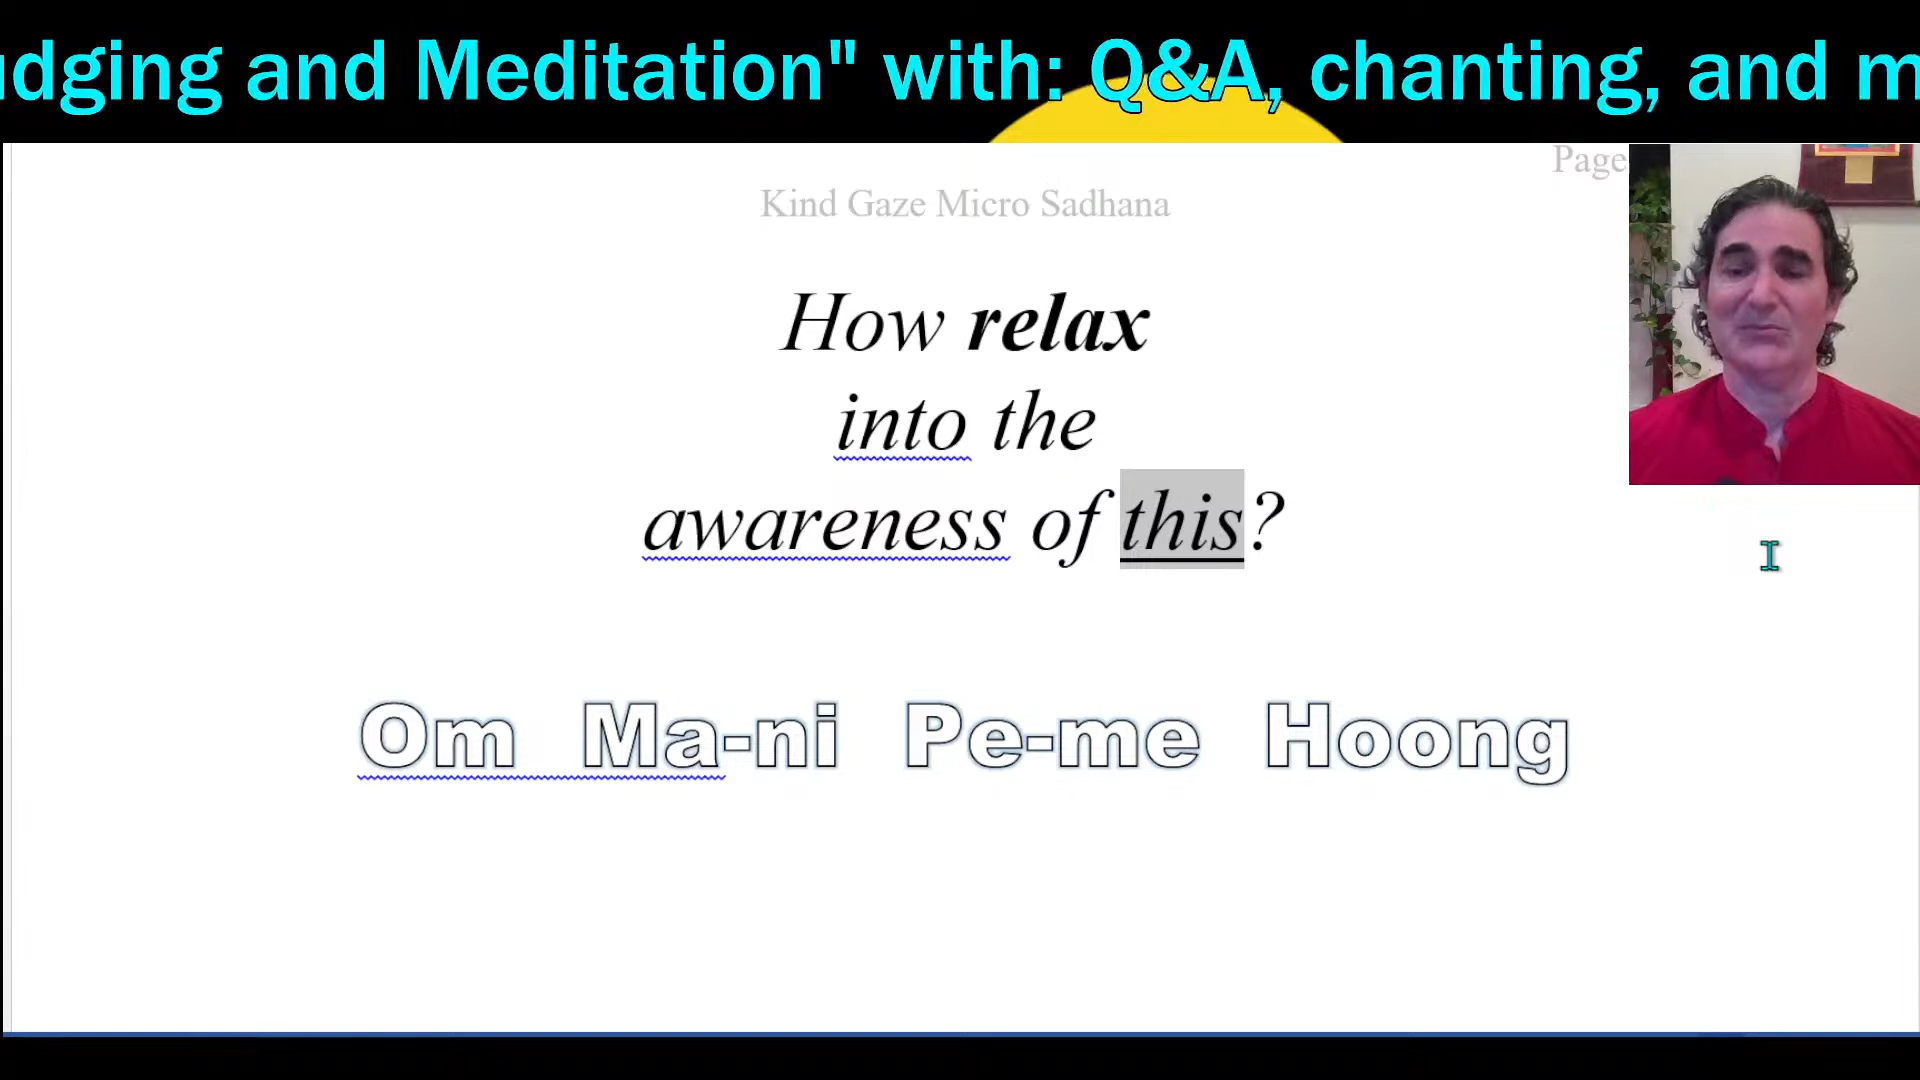 and Meditation" with: Q&A, chanting, and
Page
Kind Gaze Micro Sadhana
How relax
into the
awareness of this?
Om Ma-ni Pe-me Hoong